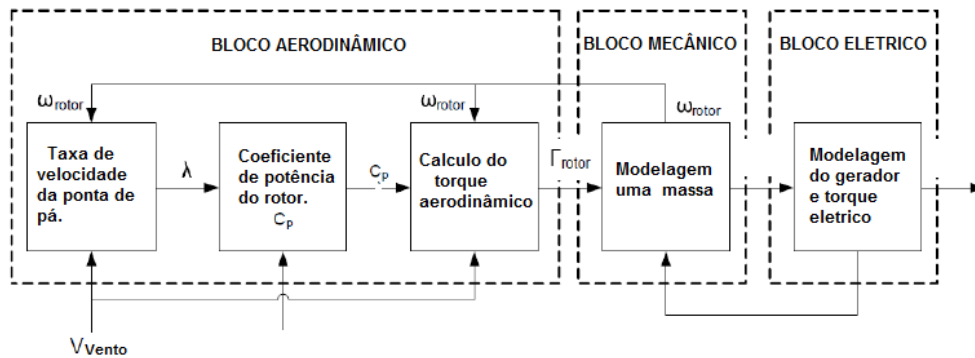 BLOCO AERODINÂMICO
BLOCO MECÂNICO
BLOCO ELETRICO
ωrotor
ωrotor
ωrotor
Taxa de
velocidade
da ponta de
pá.
λ
Coeficiente
de potência
do rotor.
Cp
Cp
Calculo do
torque
aerodinâmico
Γrotor
Modelagem
uma massa
Modelagem
do gerador
e torque
eletrico
VVento